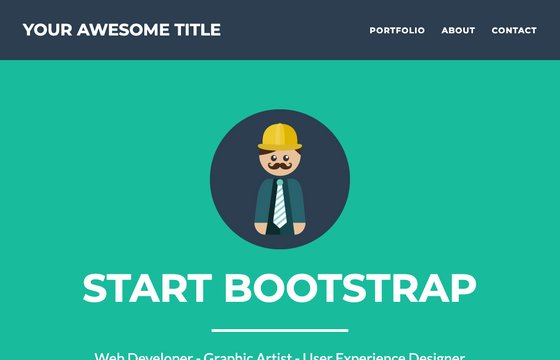 YOUR AWESOME TITLE
PORTFOLIO ABOUT CONTACT
START BOOTSTRAP
Web Developer - Graphic Artist - User Experience Designer